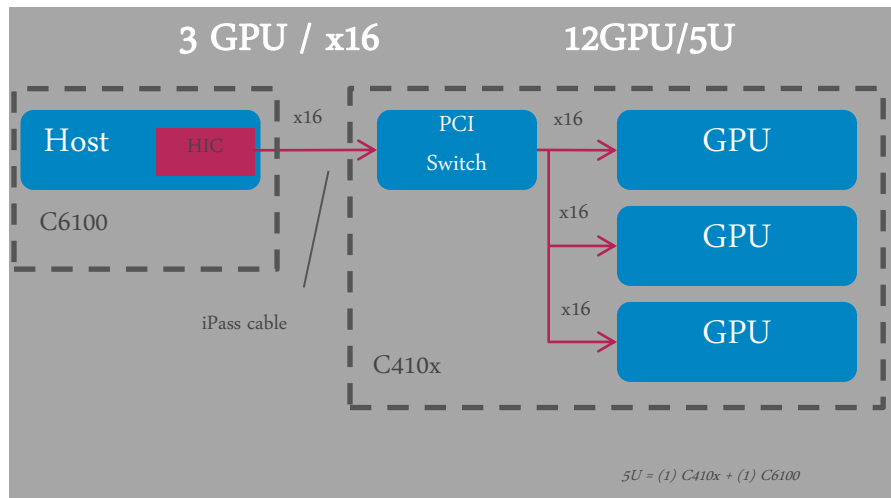 3 GPU / x16
12GPU/5U
Host
HIC
x16
PCI
Switch
x16
GPU
C6100
x16
GPU
iPass cable
x16
GPU
C410x
5U = (1) C410x + (1) C6100